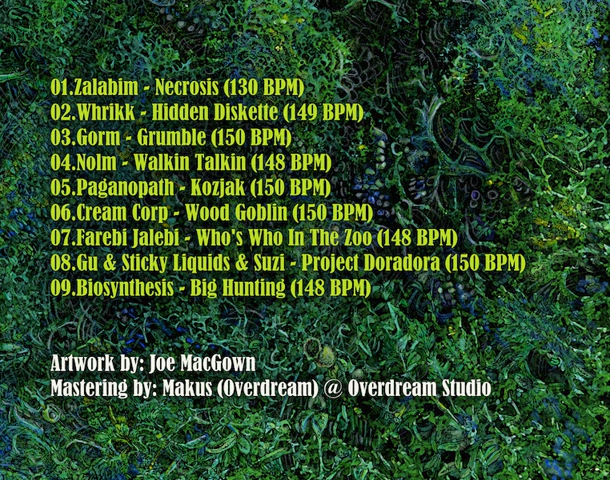 01.Zalabim - Necrosis (130 BPM)
02.Whrikk - Hidden Diskette (149 BPM)
03.Gorm - Grumble (150 BPM)
04.Nolm - Walkin Talkin (148 BPM)
05.Paganopath - Kozjak (150 BPM)
06.Cream Corp - Wood Goblin (150 BPM)
07.Farebi Jalebi - Who's Who In The Zoo (148 BPM)
08.Gu & Sticky Liquids & Suzi - Project Doradora (150 BPM)
09.Biosynthesis - Big Hunting (148 BPM)
Artwork by: Joe MacGown
Mastering by: Makus (Overdream) @ Overdream Studio